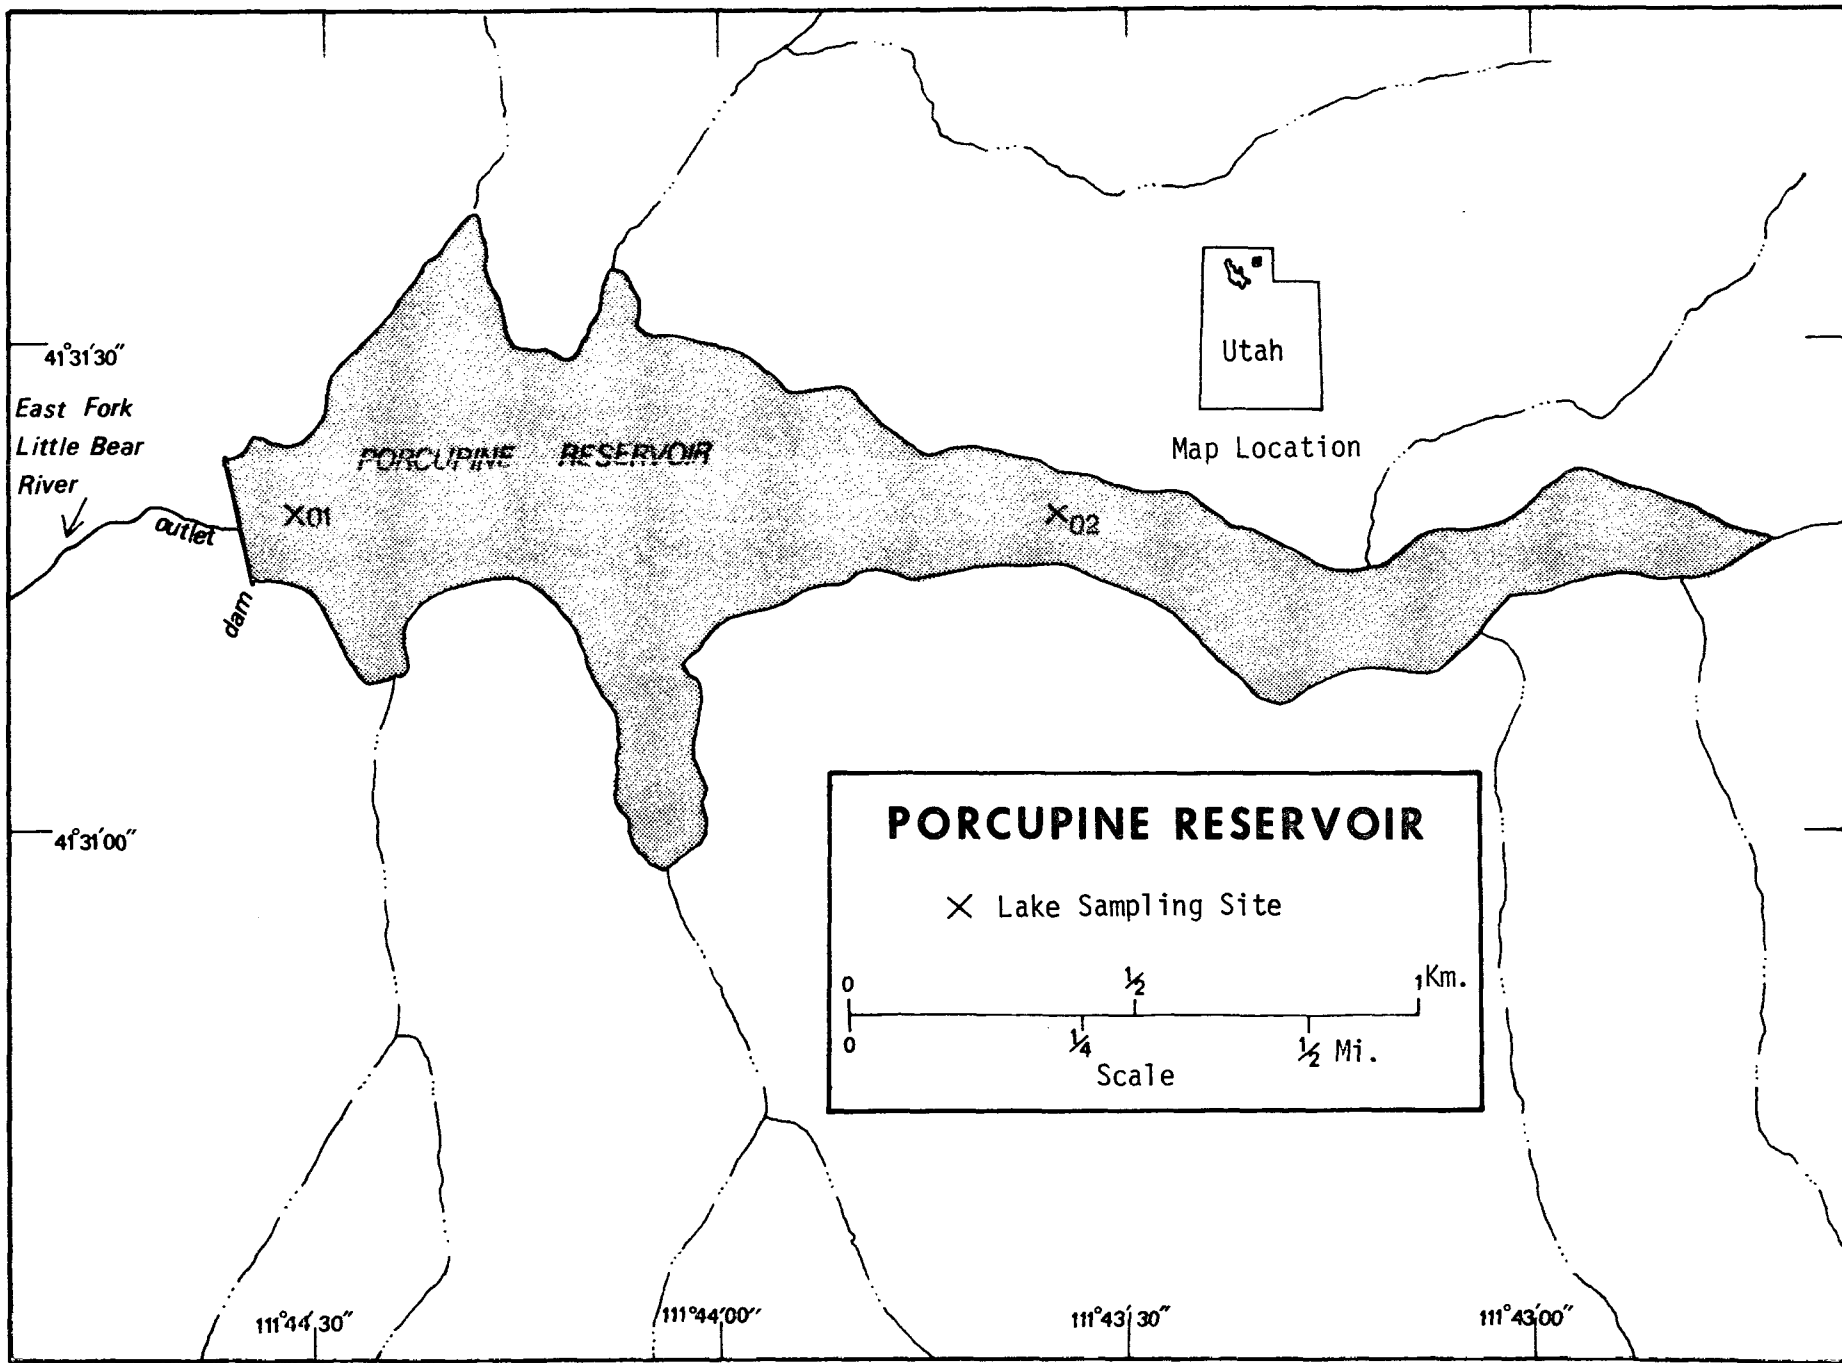 41°31′30″
East Fork
Little Bear
River
outlet
dam
PORCUPINE RESERVOIR
X01
X02
Utah
Map Location
41°31′00″
PORCUPINE RESERVOIR
X Lake Sampling Site
0 ½ 1 Km.
0 ¼ ½ Mi.
Scale
111°44′30″
111°44′00″
111°43′30″
111°43′00″